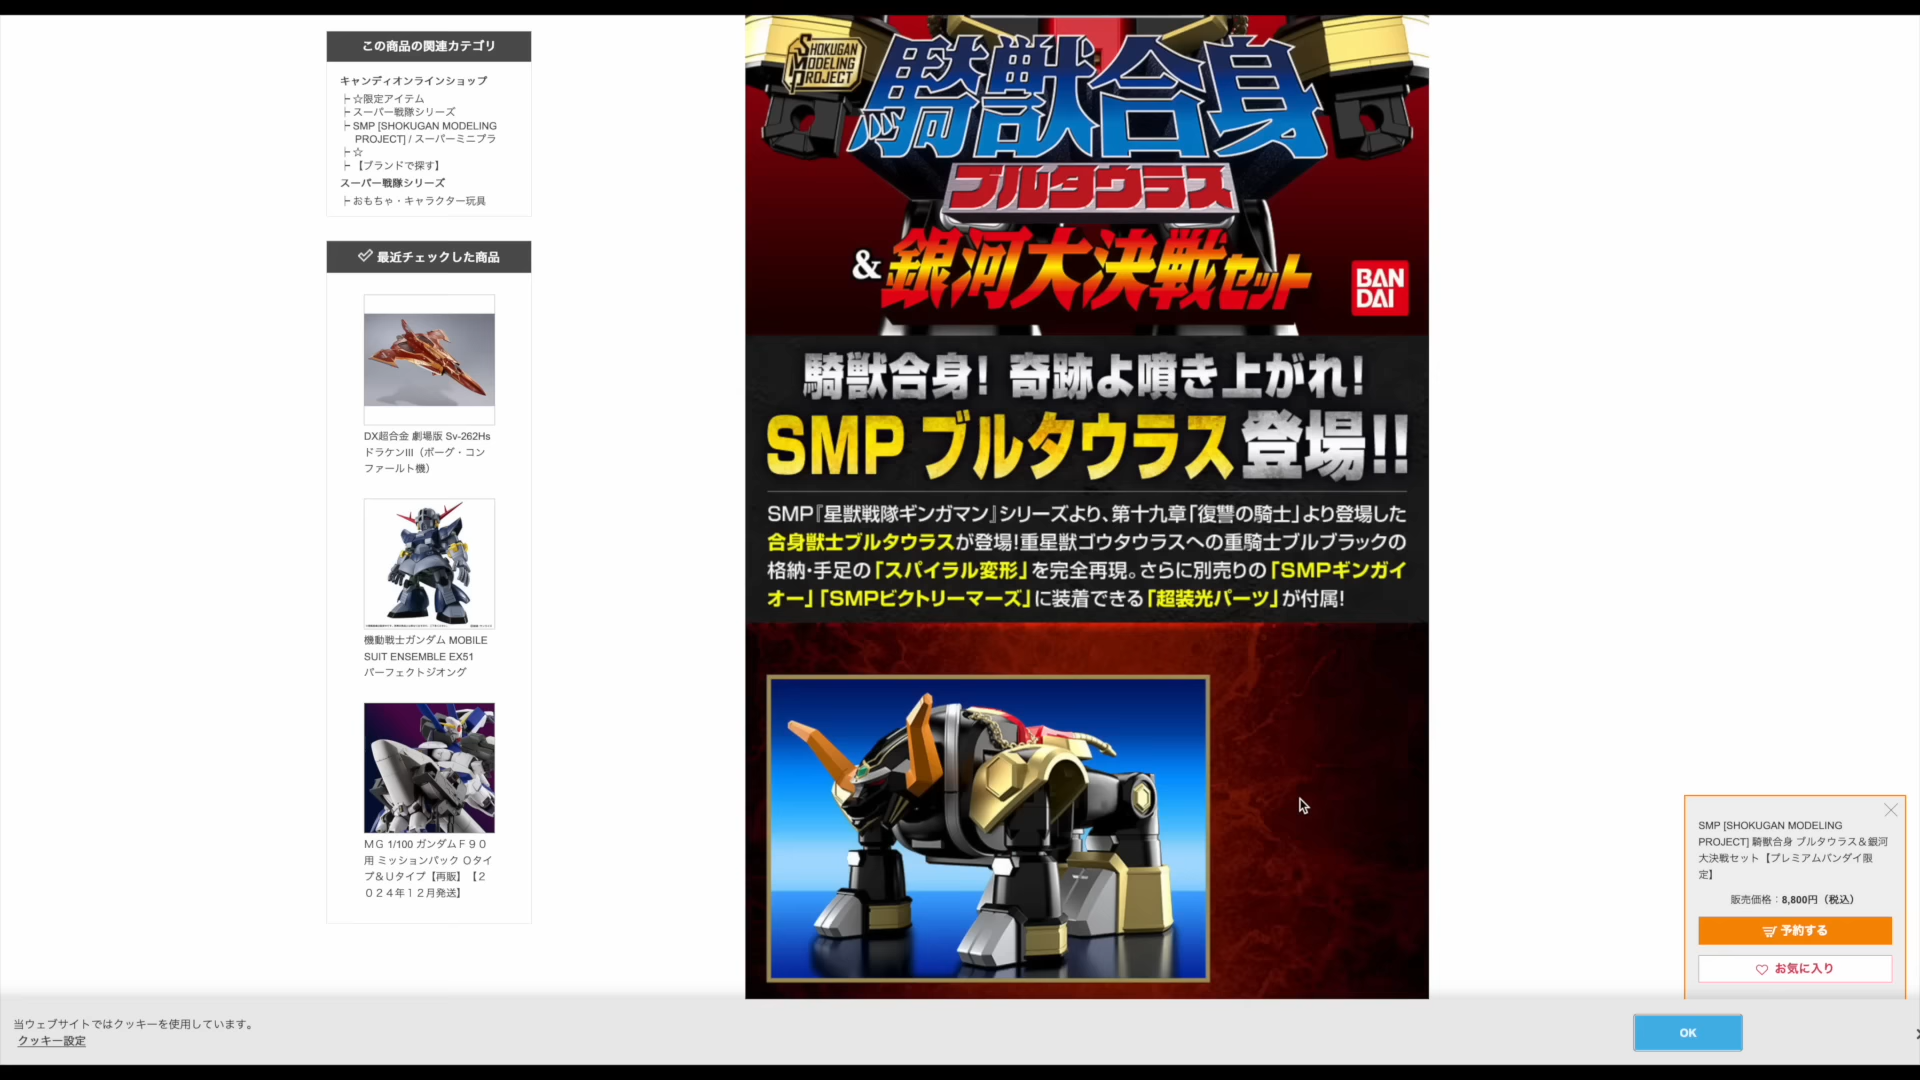 この商品の関連カテゴリ
キャンディオンラインショップ
├ ☆限定アイテム
├ スーパー戦隊シリーズ
├ SMP [SHOKUGAN MODELING
PROJECT] / スーパーミニプラ
├ ☆
├ 【ブランドで探す】
スーパー戦隊シリーズ
├ おもちゃ・キャラクター玩具
最近チェックした商品
DX超合金 劇場版 Sv-262Hs
ドラケンIII（ボーグ・コン
ファールト機）
機動戦士ガンダム MOBILE
SUIT ENSEMBLE EX51
パーフェクトジオング
ＭＧ 1/100 ガンダムＦ９０
用 ミッションパック Ｏタイ
プ＆Ｕタイプ【再販】【２
０２４年１２月発送】
SHOKUGAN
MODELING
PROJECT
騎獣合身
ブルタウラス
&銀河大決戦セット
BAN
DAI
騎獣合身! 奇跡よ噴き上がれ!
SMP ブルタウラス登場!!
SMP『星獣戦隊ギンガマン』シリーズより、第十九章「復讐の騎士」より登場した
合身獣士ブルタウラスが登場!重星獣ゴウタウラスへの重騎士ブルブラックの
格納・手足の「スパイラル変形」を完全再現。さらに別売りの「SMPギンガイ
オー」「SMPビクトリーマーズ」に装着できる「超装光パーツ」が付属!
SMP [SHOKUGAN MODELING
PROJECT] 騎獣合身 ブルタウラス＆銀河
大決戦セット【プレミアムバンダイ限
定】
販売価格：8,800円（税込）
予約する
お気に入り
当ウェブサイトではクッキーを使用しています。
クッキー設定
OK